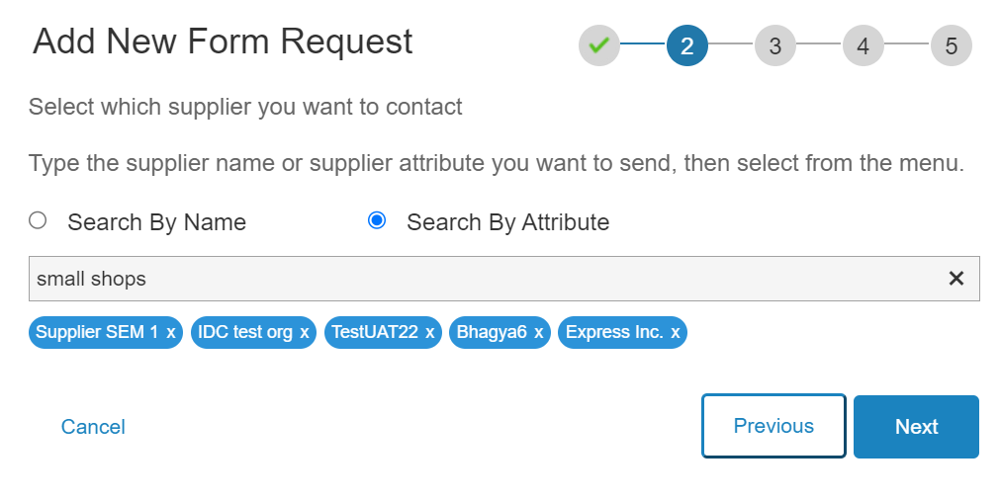 Add New Form Request
2 3 4 5
Select which supplier you want to contact
Type the supplier name or supplier attribute you want to send, then select from the menu.
Search By Name Search By Attribute
small shops ×
Supplier SEM 1 x IDC test org x TestUAT22 x Bhagya6 x Express Inc. x
Cancel Previous Next